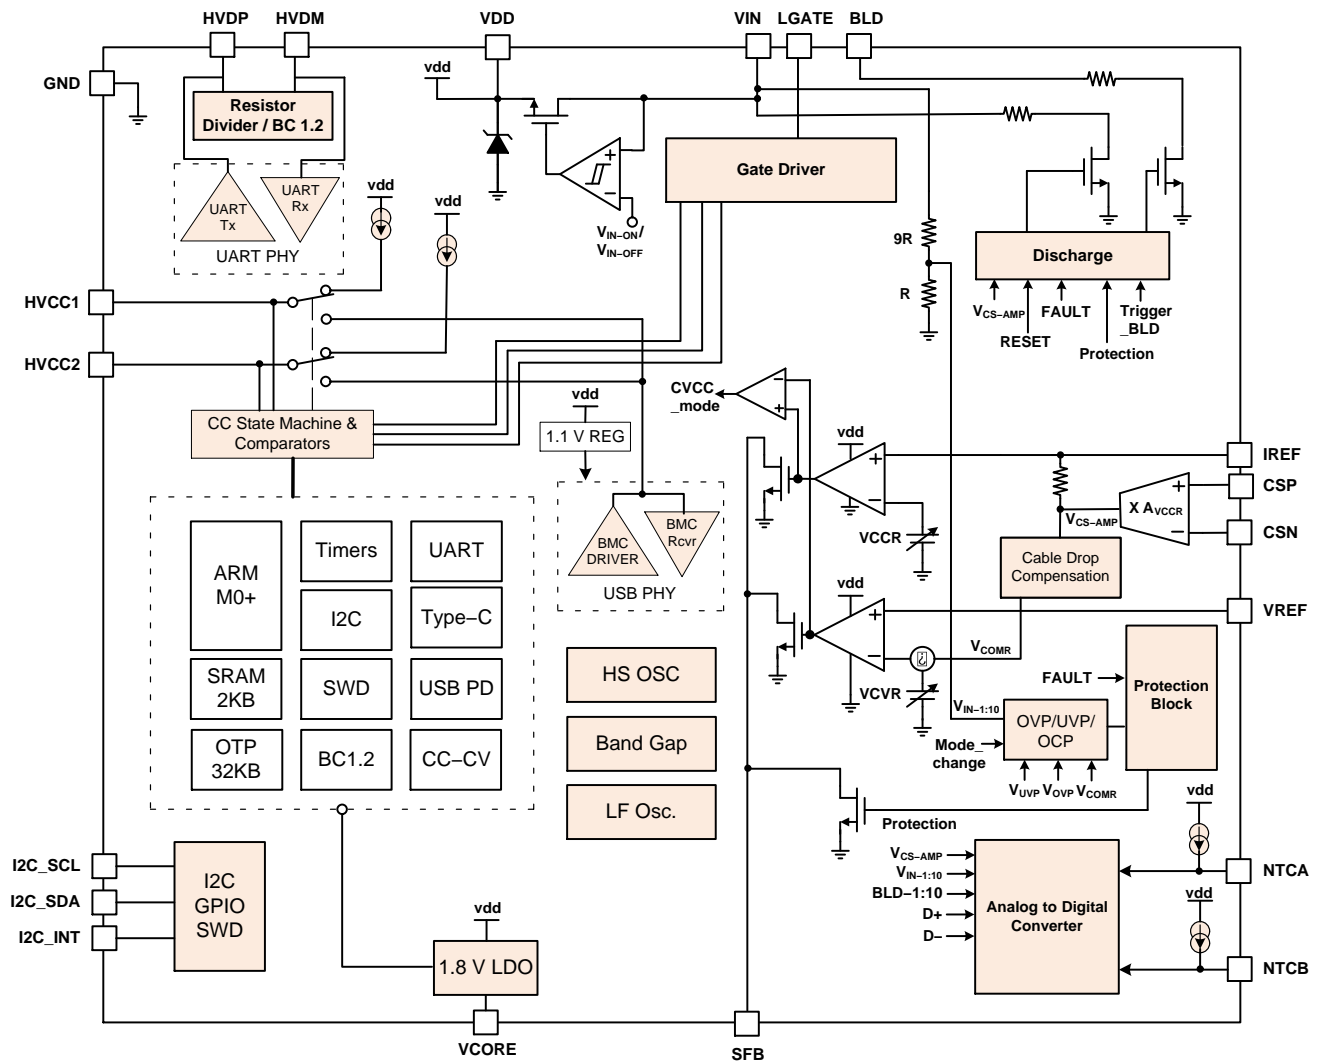 HVDP
HVDM
VDD
VIN
LGATE
BLD
GND
vdd
Resistor
Divider / BC 1.2
UART
Tx
UART
Rx
UART PHY
vdd
vdd
+
−
VIN−ON/
VIN−OFF
Gate Driver
9R
R
Discharge
VCS−AMP
RESET
FAULT
Protection
Trigger
_BLD
HVCC1
HVCC2
CC State Machine &
Comparators
vdd
1.1 V REG
CVCC
_mode
−
+
vdd
+
−
VCCR
IREF
CSP
CSN
+
−
X AVCCR
VCS−AMP
Cable Drop
Compensation
BMC
DRIVER
BMC
Rcvr
USB PHY
ARM
M0+
Timers
UART
I2C
Type−C
SRAM
2KB
SWD
USB PD
OTP
32KB
BC1.2
CC−CV
HS OSC
Band Gap
LF Osc.
vdd
+
−
VCOMR
VCVR
VREF
FAULT
Protection
Block
VIN−1:10
OVP/UVP/
OCP
Mode_
change
VUVP
VOVP
VCOMR
Protection
vdd
VCS−AMP
VIN−1:10
BLD−1:10
D+
D−
Analog to Digital
Converter
NTCA
vdd
NTCB
I2C_SCL
I2C_SDA
I2C_INT
I2C
GPIO
SWD
vdd
1.8 V LDO
VCORE
SFB